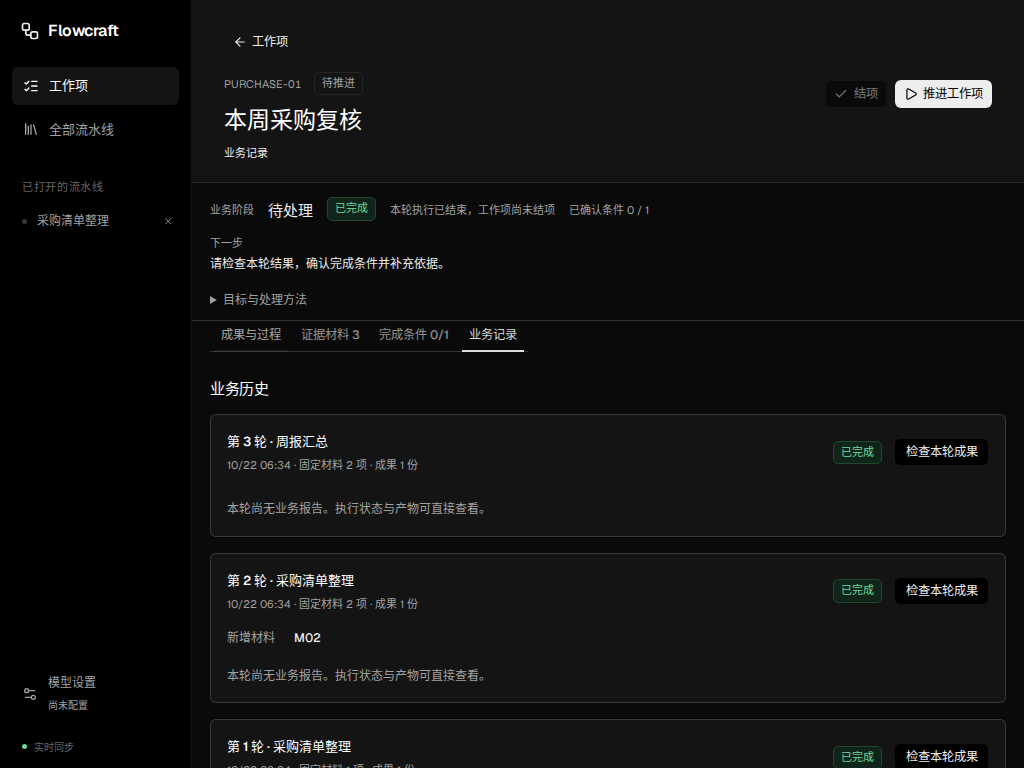 Flowcraft
工作项
全部流水线
已打开的流水线
采购清单整理
模型设置
尚未配置
实时同步
工作项
PURCHASE-01 待推进
本周采购复核
业务记录
结项 推进工作项
业务阶段 待处理 已完成 本轮执行已结束，工作项尚未结项 已确认条件 0 / 1
下一步
请检查本轮结果，确认完成条件并补充依据。
目标与处理方法
成果与过程 证据材料 3 完成条件 0/1 业务记录
业务历史
第 3 轮 · 周报汇总
10/22 06:34 · 固定材料 2 项 · 成果 1 份
已完成 检查本轮成果
本轮尚无业务报告。执行状态与产物可直接查看。
第 2 轮 · 采购清单整理
10/22 06:34 · 固定材料 2 项 · 成果 1 份
已完成 检查本轮成果
新增材料 M02
本轮尚无业务报告。执行状态与产物可直接查看。
第 1 轮 · 采购清单整理
已完成 检查本轮成果